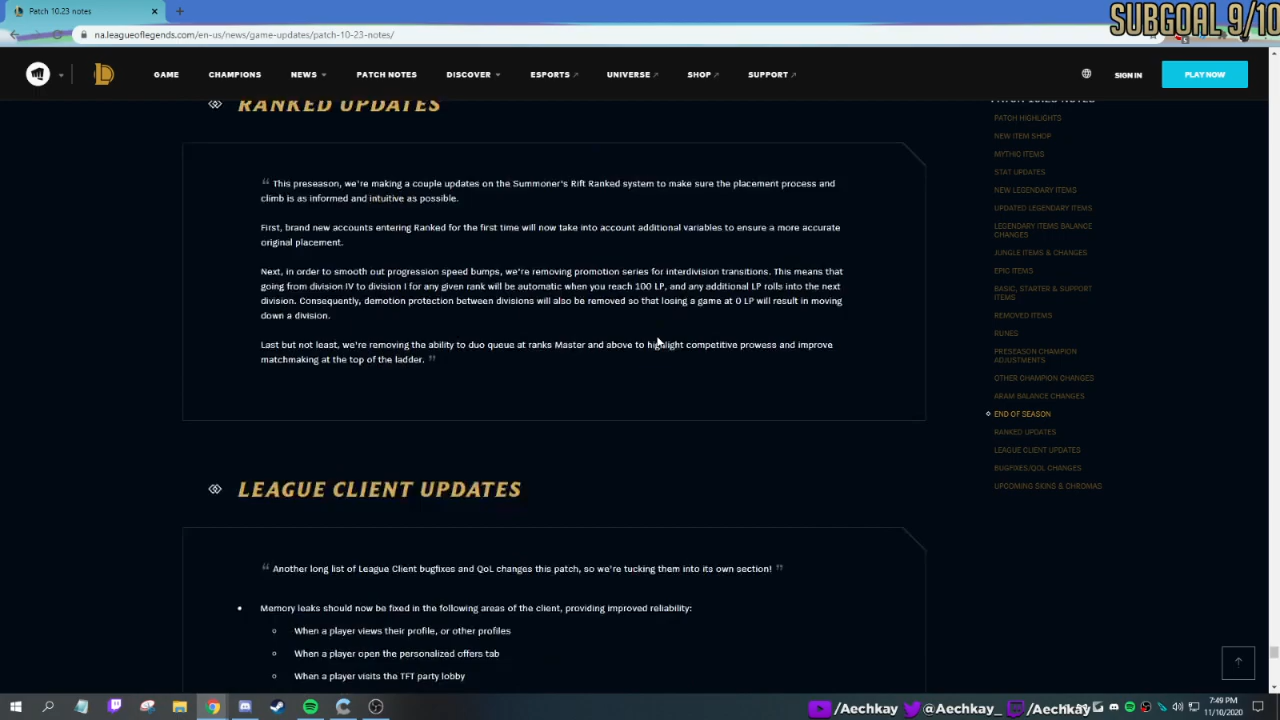 Patch 10.23 notes
SUBGOAL 9/10
na.leagueoflegends.com/en-us/news/game-updates/patch-10-23-notes/
GAME
CHAMPIONS
NEWS
PATCH NOTES
DISCOVER
ESPORTS
UNIVERSE
SHOP
SUPPORT
SIGN IN
PLAY NOW
RANKED UPDATES
“ This preseason, we're making a couple updates on the Summoner's Rift Ranked system to make sure the placement process and
climb is as informed and intuitive as possible.
First, brand new accounts entering Ranked for the first time will now take into account additional variables to ensure a more accurate
original placement.
Next, in order to smooth out progression speed bumps, we're removing promotion series for interdivision transitions. This means that
going from division IV to division I for any given rank will be automatic when you reach 100 LP, and any additional LP rolls into the next
division. Consequently, demotion protection between divisions will also be removed so that losing a game at 0 LP will result in moving
down a division.
Last but not least, we're removing the ability to duo queue at ranks Master and above to highlight competitive prowess and improve
matchmaking at the top of the ladder. ”
LEAGUE CLIENT UPDATES
“ Another long list of League Client bugfixes and QoL changes this patch, so we're tucking them into its own section! ”
Memory leaks should now be fixed in the following areas of the client, providing improved reliability:
When a player views their profile, or other profiles
When a player open the personalized offers tab
When a player visits the TFT party lobby
PATCH 10.23 NOTES
PATCH HIGHLIGHTS
NEW ITEM SHOP
MYTHIC ITEMS
STAT UPDATES
NEW LEGENDARY ITEMS
UPDATED LEGENDARY ITEMS
LEGENDARY ITEMS BALANCE
CHANGES
JUNGLE ITEMS & CHANGES
EPIC ITEMS
BASIC, STARTER & SUPPORT
ITEMS
REMOVED ITEMS
RUNES
PRESEASON CHAMPION
ADJUSTMENTS
OTHER CHAMPION CHANGES
ARAM BALANCE CHANGES
END OF SEASON
RANKED UPDATES
LEAGUE CLIENT UPDATES
BUGFIXES/QOL CHANGES
UPCOMING SKINS & CHROMAS
/Aechkay
@Aechkay_
/Aechkay
7:49 PM
11/10/2020